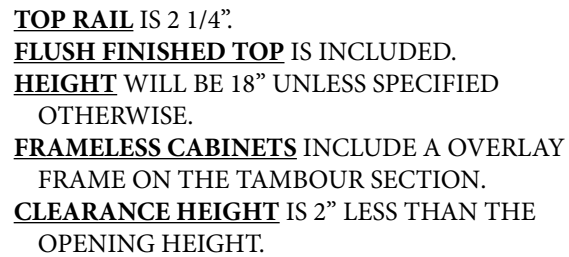 TOP RAIL IS 2 1/4”.
FLUSH FINISHED TOP IS INCLUDED.
HEIGHT WILL BE 18” UNLESS SPECIFIED
OTHERWISE.
FRAMELESS CABINETS INCLUDE A OVERLAY
FRAME ON THE TAMBOUR SECTION.
CLEARANCE HEIGHT IS 2” LESS THAN THE
OPENING HEIGHT.